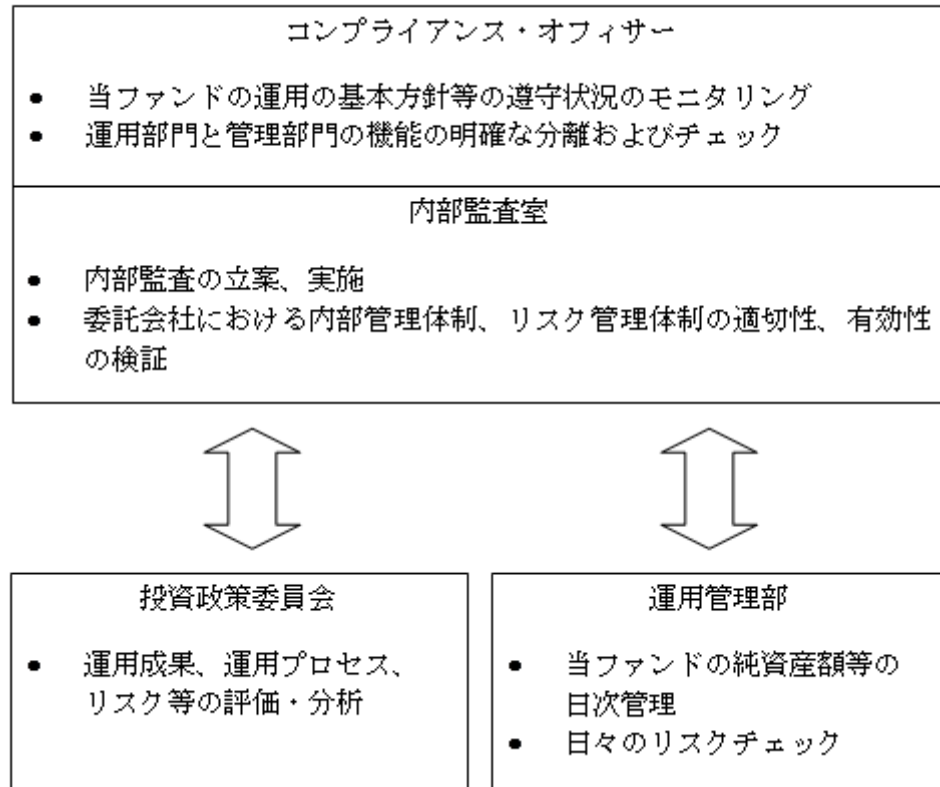 コンプライアンス・オフィサー
● 当ファンドの運用の基本方針等の遵守状況のモニタリング
● 運用部門と管理部門の機能の明確な分離およびチェック
内部監査室
● 内部監査の立案、実施
● 委託会社における内部管理体制、リスク管理体制の適切性、有効性
の検証
投資政策委員会
● 運用成果、運用プロセス、
リスク等の評価・分析
運用管理部
● 当ファンドの純資産額等の
日次管理
● 日々のリスクチェック